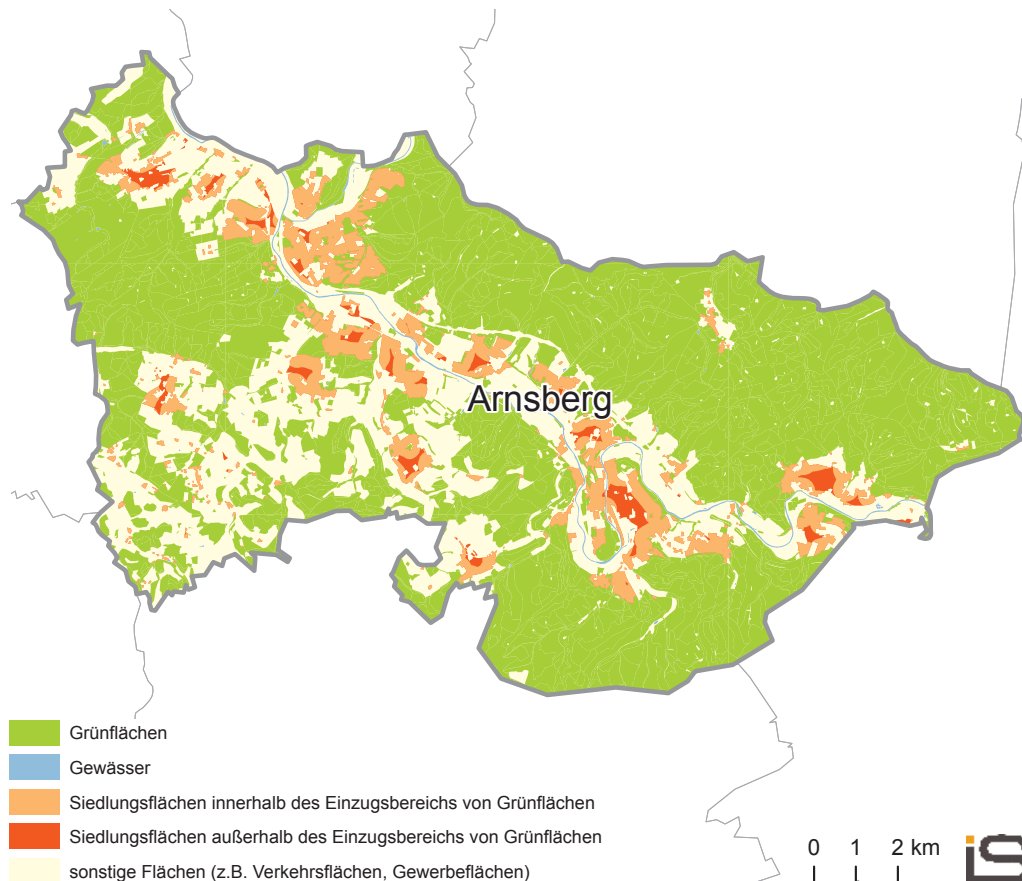 Arnsberg
Grünflächen
Gewässer
Siedlungsflächen innerhalb des Einzugsbereichs von Grünflächen
Siedlungsflächen außerhalb des Einzugsbereichs von Grünflächen
sonstige Flächen (z.B. Verkehrsflächen, Gewerbeflächen)
0 1 2 km